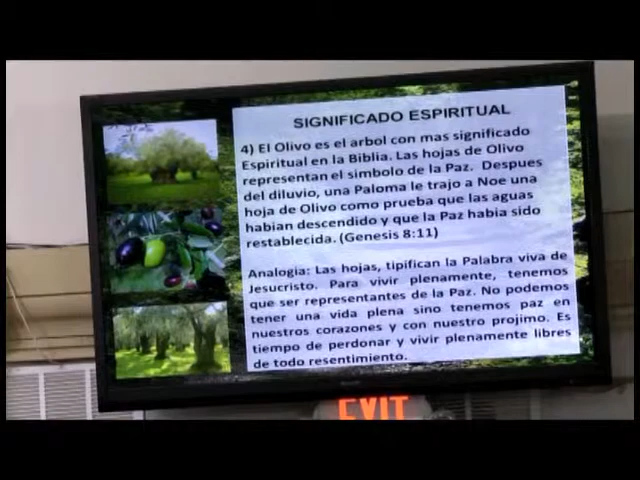 SIGNIFICADO ESPIRITUAL
4) El Olivo es el arbol con mas significado
Espiritual en la Biblia. Las hojas de Olivo
representan el simbolo de la Paz. Despues
del diluvio, una Paloma le trajo a Noe una
hoja de Olivo como prueba que las aguas
habian descendido y que la Paz habia sido
restablecida. (Genesis 8:11)
Analogia: Las hojas, tipifican la Palabra viva de
Jesucristo. Para vivir plenamente, tenemos
que ser representantes de la Paz. No podemos
tener una vida plena sino tenemos paz en
nuestros corazones y con nuestro projimo. Es
tiempo de perdonar y vivir plenamente libres
de todo resentimiento.
EXIT